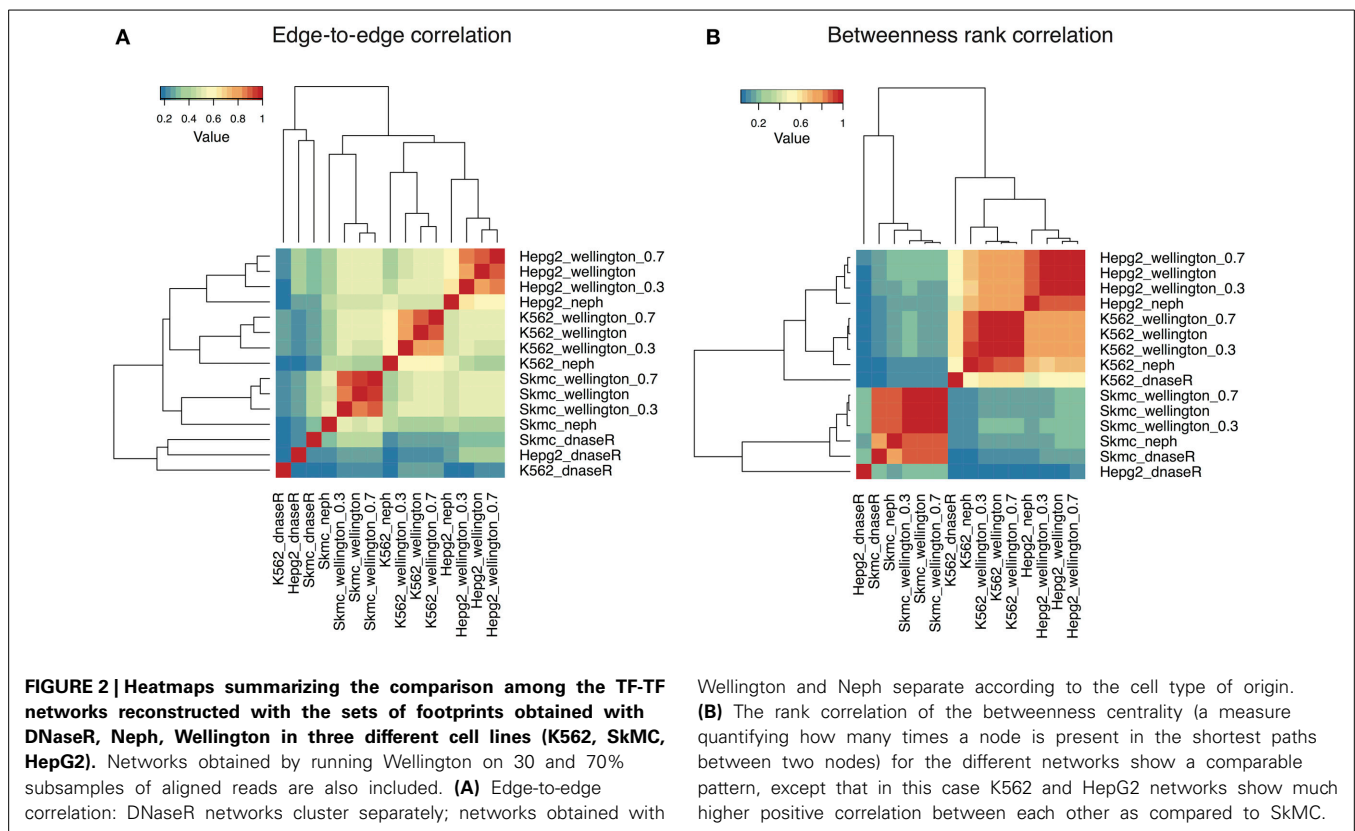 A
Edge-to-edge correlation
0.2 0.4 0.6 0.8 1
Value
Hepg2_wellington_0.7
Hepg2_wellington
Hepg2_wellington_0.3
Hepg2_neph
K562_wellington_0.7
K562_wellington
K562_wellington_0.3
K562_neph
Skmc_wellington_0.7
Skmc_wellington
Skmc_wellington_0.3
Skmc_neph
Skmc_dnaseR
Hepg2_dnaseR
K562_dnaseR
K562_dnaseR
Hepg2_dnaseR
Skmc_dnaseR
Skmc_neph
Skmc_wellington_0.3
Skmc_wellington
Skmc_wellington_0.7
K562_neph
K562_wellington_0.3
K562_wellington
K562_wellington_0.7
Hepg2_neph
Hepg2_wellington_0.3
Hepg2_wellington
Hepg2_wellington_0.7
B
Betweenness rank correlation
0.2 0.6 1
Value
Hepg2_wellington_0.7
Hepg2_wellington
Hepg2_wellington_0.3
Hepg2_neph
K562_wellington_0.7
K562_wellington
K562_wellington_0.3
K562_neph
K562_dnaseR
Skmc_wellington_0.7
Skmc_wellington
Skmc_wellington_0.3
Skmc_neph
Skmc_dnaseR
Hepg2_dnaseR
Hepg2_dnaseR
Skmc_dnaseR
Skmc_neph
Skmc_wellington_0.3
Skmc_wellington
Skmc_wellington_0.7
K562_dnaseR
K562_neph
K562_wellington_0.3
K562_wellington
K562_wellington_0.7
Hepg2_neph
Hepg2_wellington_0.3
Hepg2_wellington
Hepg2_wellington_0.7
FIGURE 2 | Heatmaps summarizing the comparison among the TF-TF
networks reconstructed with the sets of footprints obtained with
DNaseR, Neph, Wellington in three different cell lines (K562, SkMC,
HepG2). Networks obtained by running Wellington on 30 and 70%
subsamples of aligned reads are also included. (A) Edge-to-edge
correlation: DNaseR networks cluster separately; networks obtained with
Wellington and Neph separate according to the cell type of origin.
(B) The rank correlation of the betweenness centrality (a measure
quantifying how many times a node is present in the shortest paths
between two nodes) for the different networks show a comparable
pattern, except that in this case K562 and HepG2 networks show much
higher positive correlation between each other as compared to SkMC.